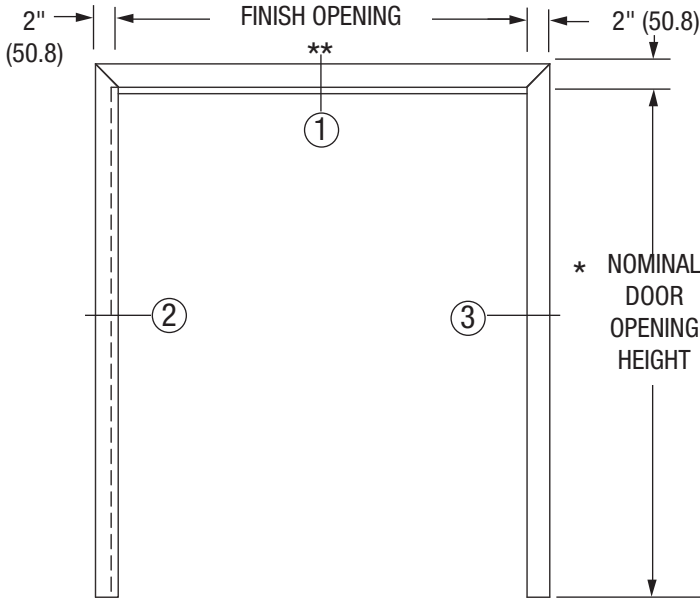 2" FINISH OPENING 2" (50.8)
(50.8) **
1
* NOMINAL
DOOR
2 3
OPENING
HEIGHT